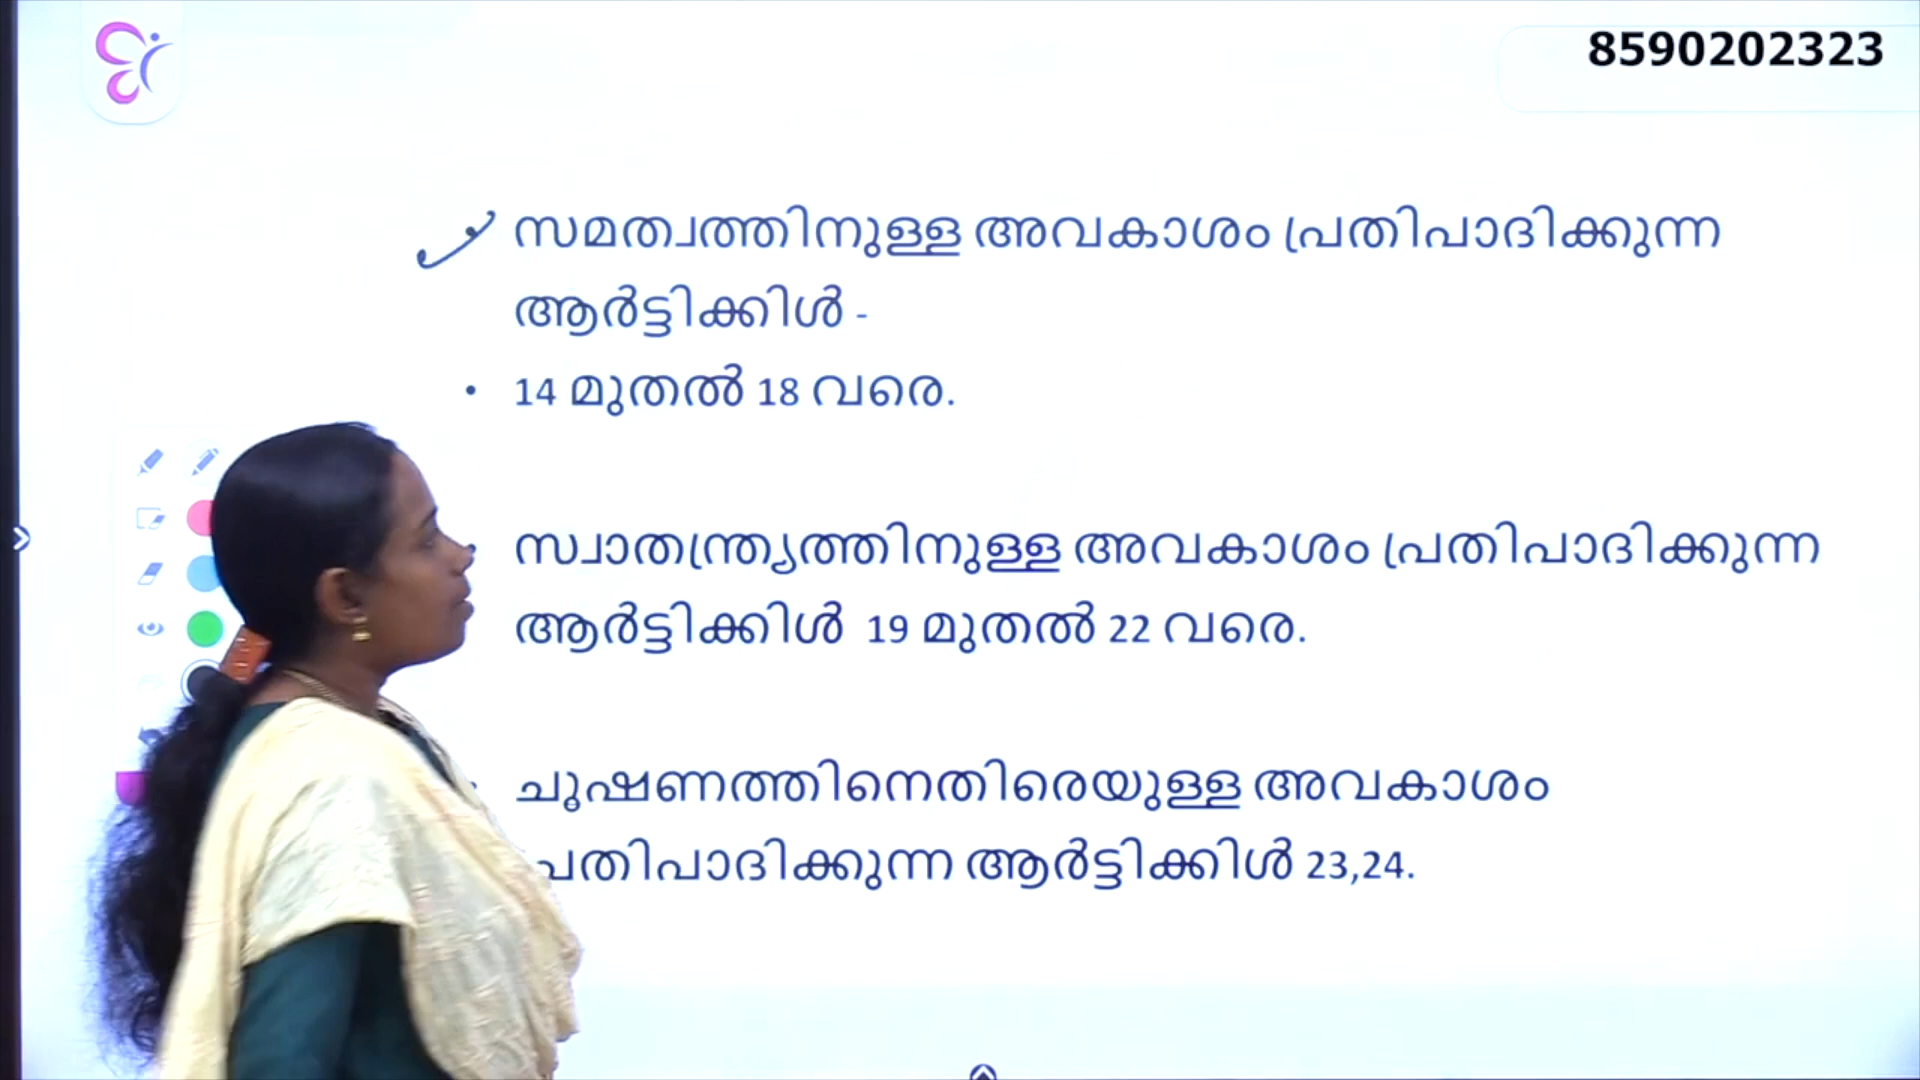 8590202323
സമത്വത്തിനുള്ള അവകാശം പ്രതിപാദിക്കുന്ന
ആർട്ടിക്കിൾ -
• 14 മുതൽ 18 വരെ.
സ്വാതന്ത്ര്യത്തിനുള്ള അവകാശം പ്രതിപാദിക്കുന്ന
ആർട്ടിക്കിൾ 19 മുതൽ 22 വരെ.
ചൂഷണത്തിനെതിരെയുള്ള അവകാശം
പ്രതിപാദിക്കുന്ന ആർട്ടിക്കിൾ 23,24.